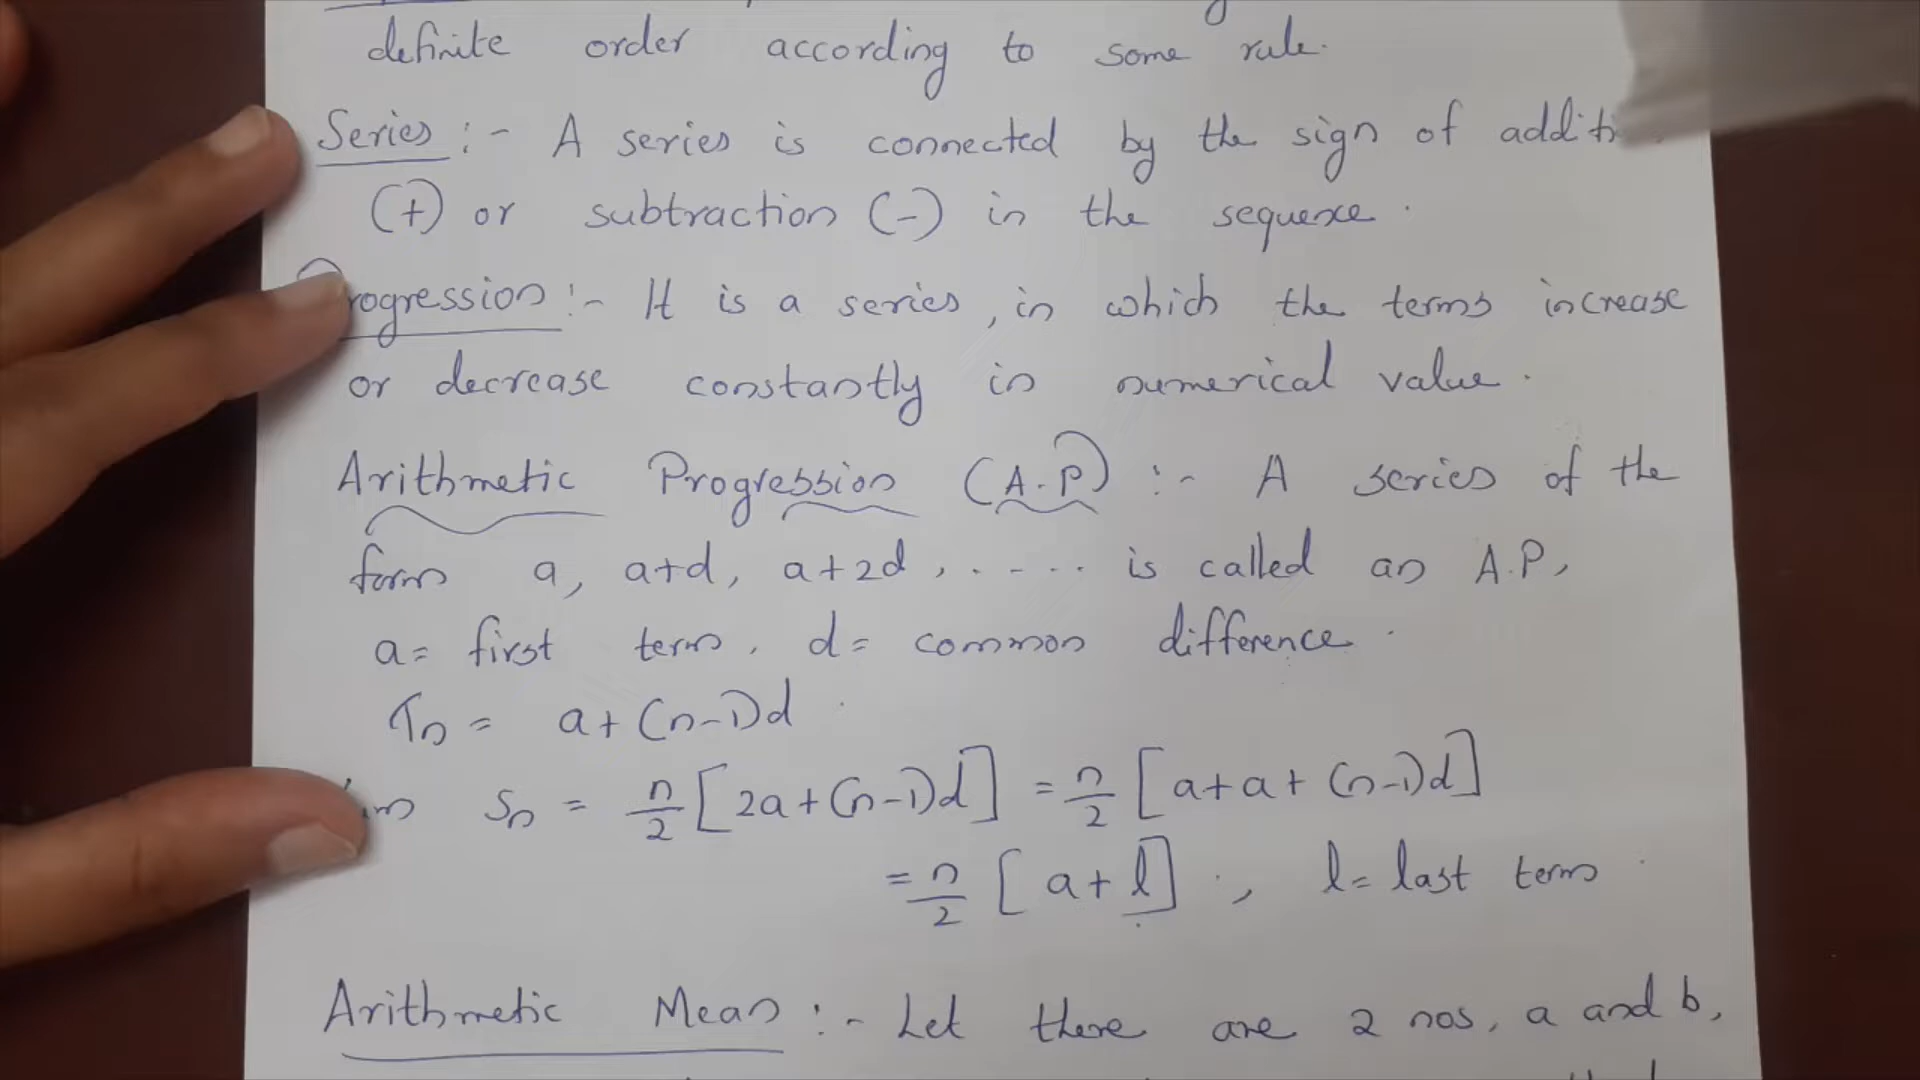 definite order according to some rule.
Series :- A series is connected by the sign of additi
(+) or subtraction (-) in the sequence.
Progression :- It is a series, in which the terms increase
or decrease constantly in numerical value.
Arithmetic Progression (A.P) :- A series of the
form a, a+d, a+2d, ..... is called an A.P,
a= first term, d= common difference.
Tn = a+(n-1)d
Sn = n/2 [2a+(n-1)d] = n/2 [a+a+(n-1)d]
= n/2 [a+l] ., l= last term
Arithmetic Mean :- Let there are 2 nos, a and b,